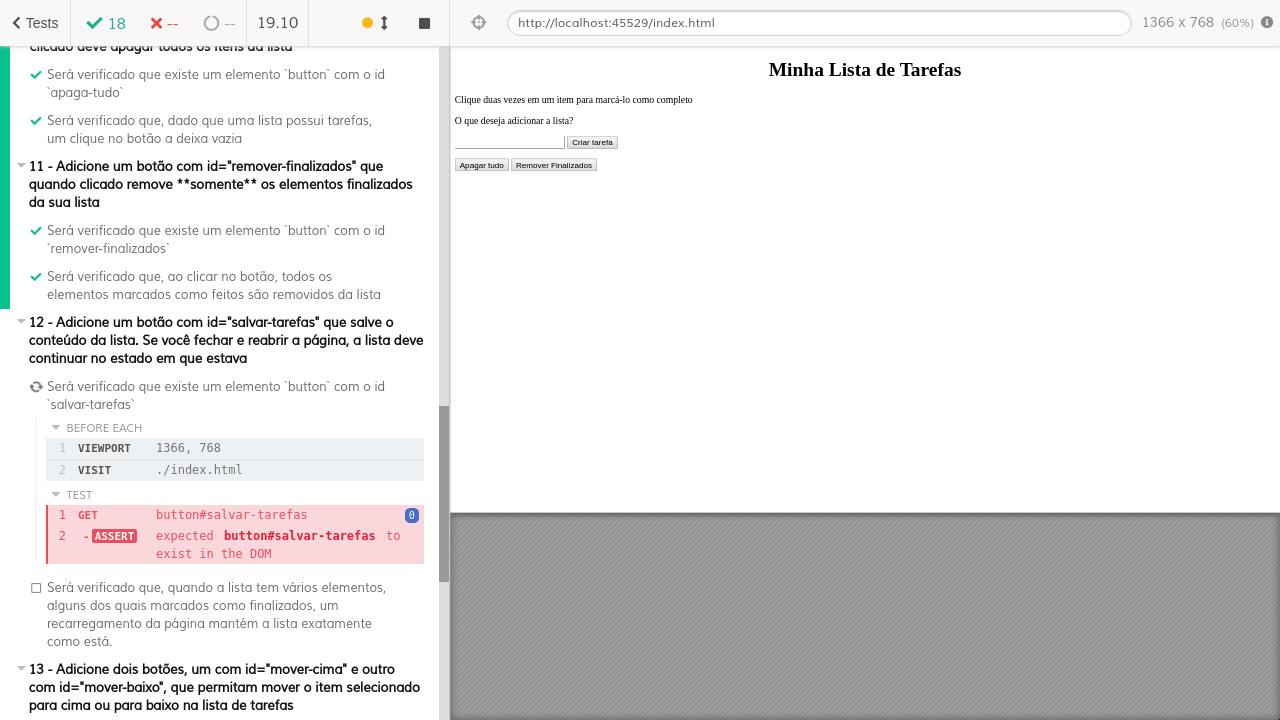 Tests
18
--
--
19.10
http://localhost:45529/index.html
1366 x 768 (60%)
clicado deve apagar todos os itens da lista
Será verificado que existe um elemento `button` com o id
`apaga-tudo`
Será verificado que, dado que uma lista possui tarefas,
um clique no botão a deixa vazia
11 - Adicione um botão com id="remover-finalizados" que
quando clicado remove **somente** os elementos finalizados
da sua lista
Será verificado que existe um elemento `button` com o id
`remover-finalizados`
Será verificado que, ao clicar no botão, todos os
elementos marcados como feitos são removidos da lista
12 - Adicione um botão com id="salvar-tarefas" que salve o
conteúdo da lista. Se você fechar e reabrir a página, a lista deve
continuar no estado em que estava
Será verificado que existe um elemento `button` com o id
`salvar-tarefas`
BEFORE EACH
1 VIEWPORT 1366, 768
2 VISIT ./index.html
TEST
1 GET button#salvar-tarefas 0
2 -ASSERT expected button#salvar-tarefas to
exist in the DOM
Será verificado que, quando a lista tem vários elementos,
alguns dos quais marcados como finalizados, um
recarregamento da página mantém a lista exatamente
como está.
13 - Adicione dois botões, um com id="mover-cima" e outro
com id="mover-baixo", que permitam mover o item selecionado
para cima ou para baixo na lista de tarefas
Minha Lista de Tarefas
Clique duas vezes em um item para marcá-lo como completo
O que deseja adicionar a lista?
Criar tarefa
Apagar tudo Remover Finalizados